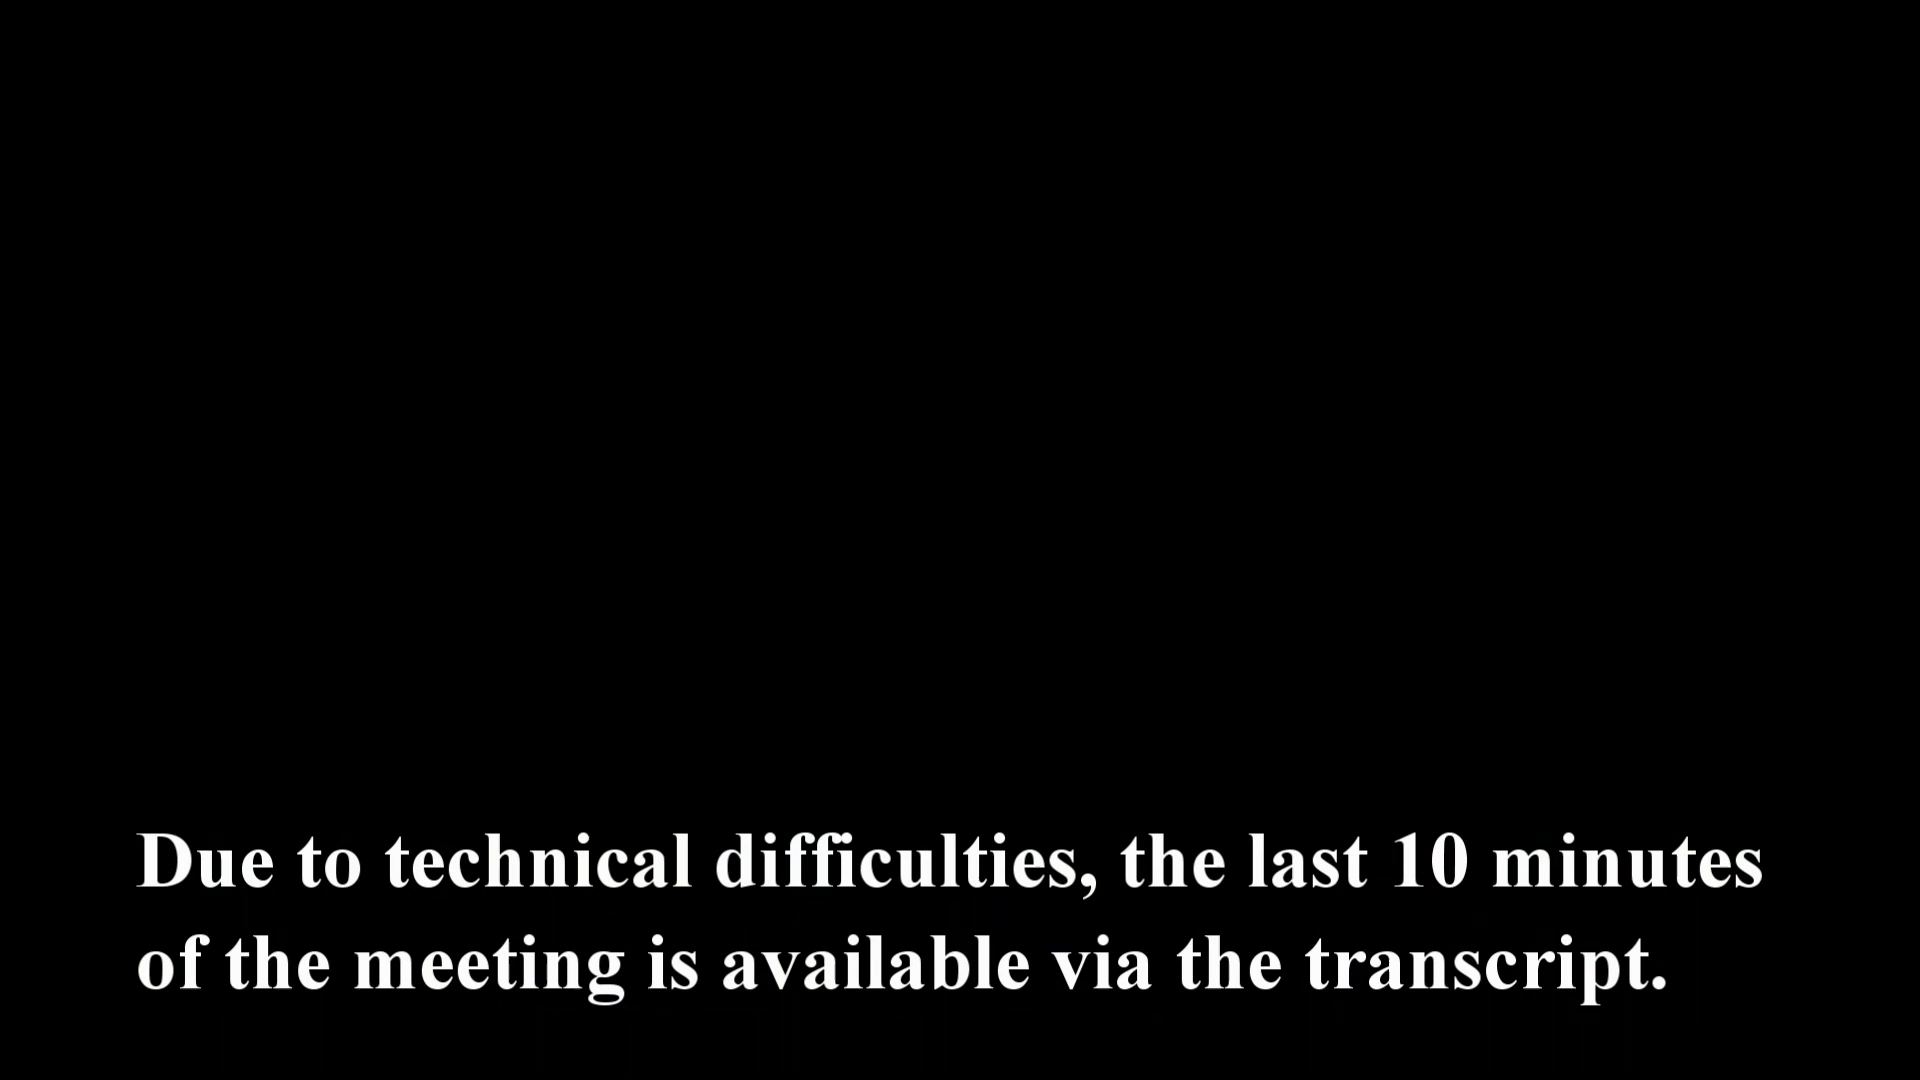 Due to technical difficulties, the last 10 minutes
of the meeting is available via the transcript.